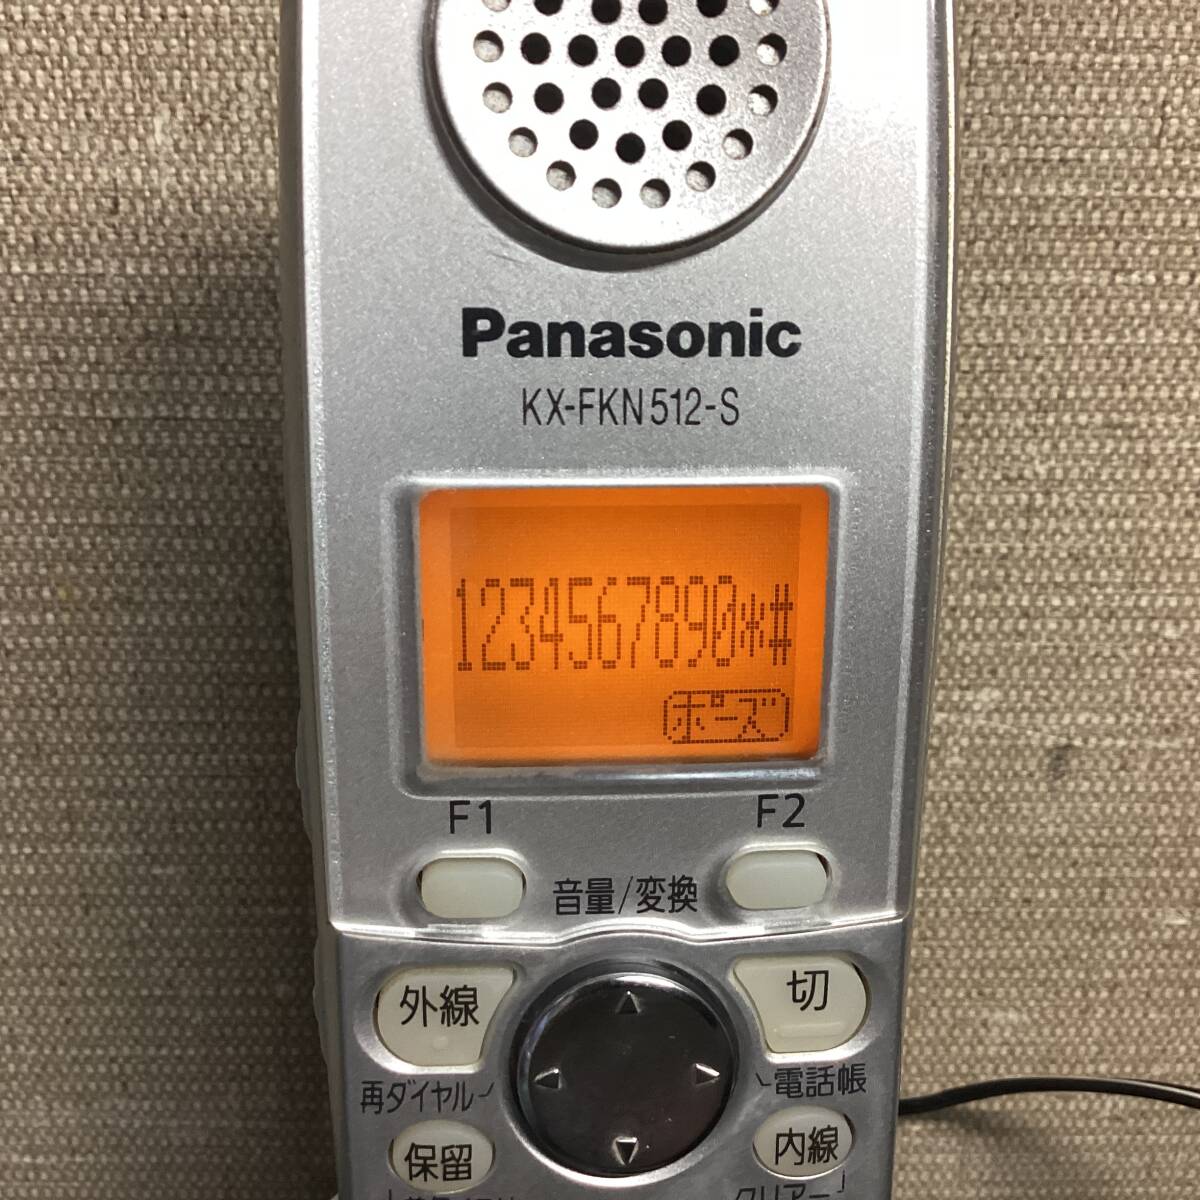 Panasonic
KX-FKN512-S
1234567890*#
ポーズ
F1
F2
音量/変換
外線
切
再ダイヤル
電話帳
保留
内線
クリアー